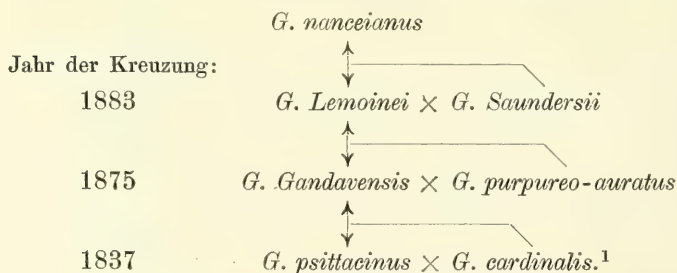 G. nanceianus
Jahr der Kreuzung:
1883 G. Lemoinei × G. Saundersii
1875 G. Gandavensis × G. purpureo-auratus
1837 G. psittacinus × G. cardinalis.¹